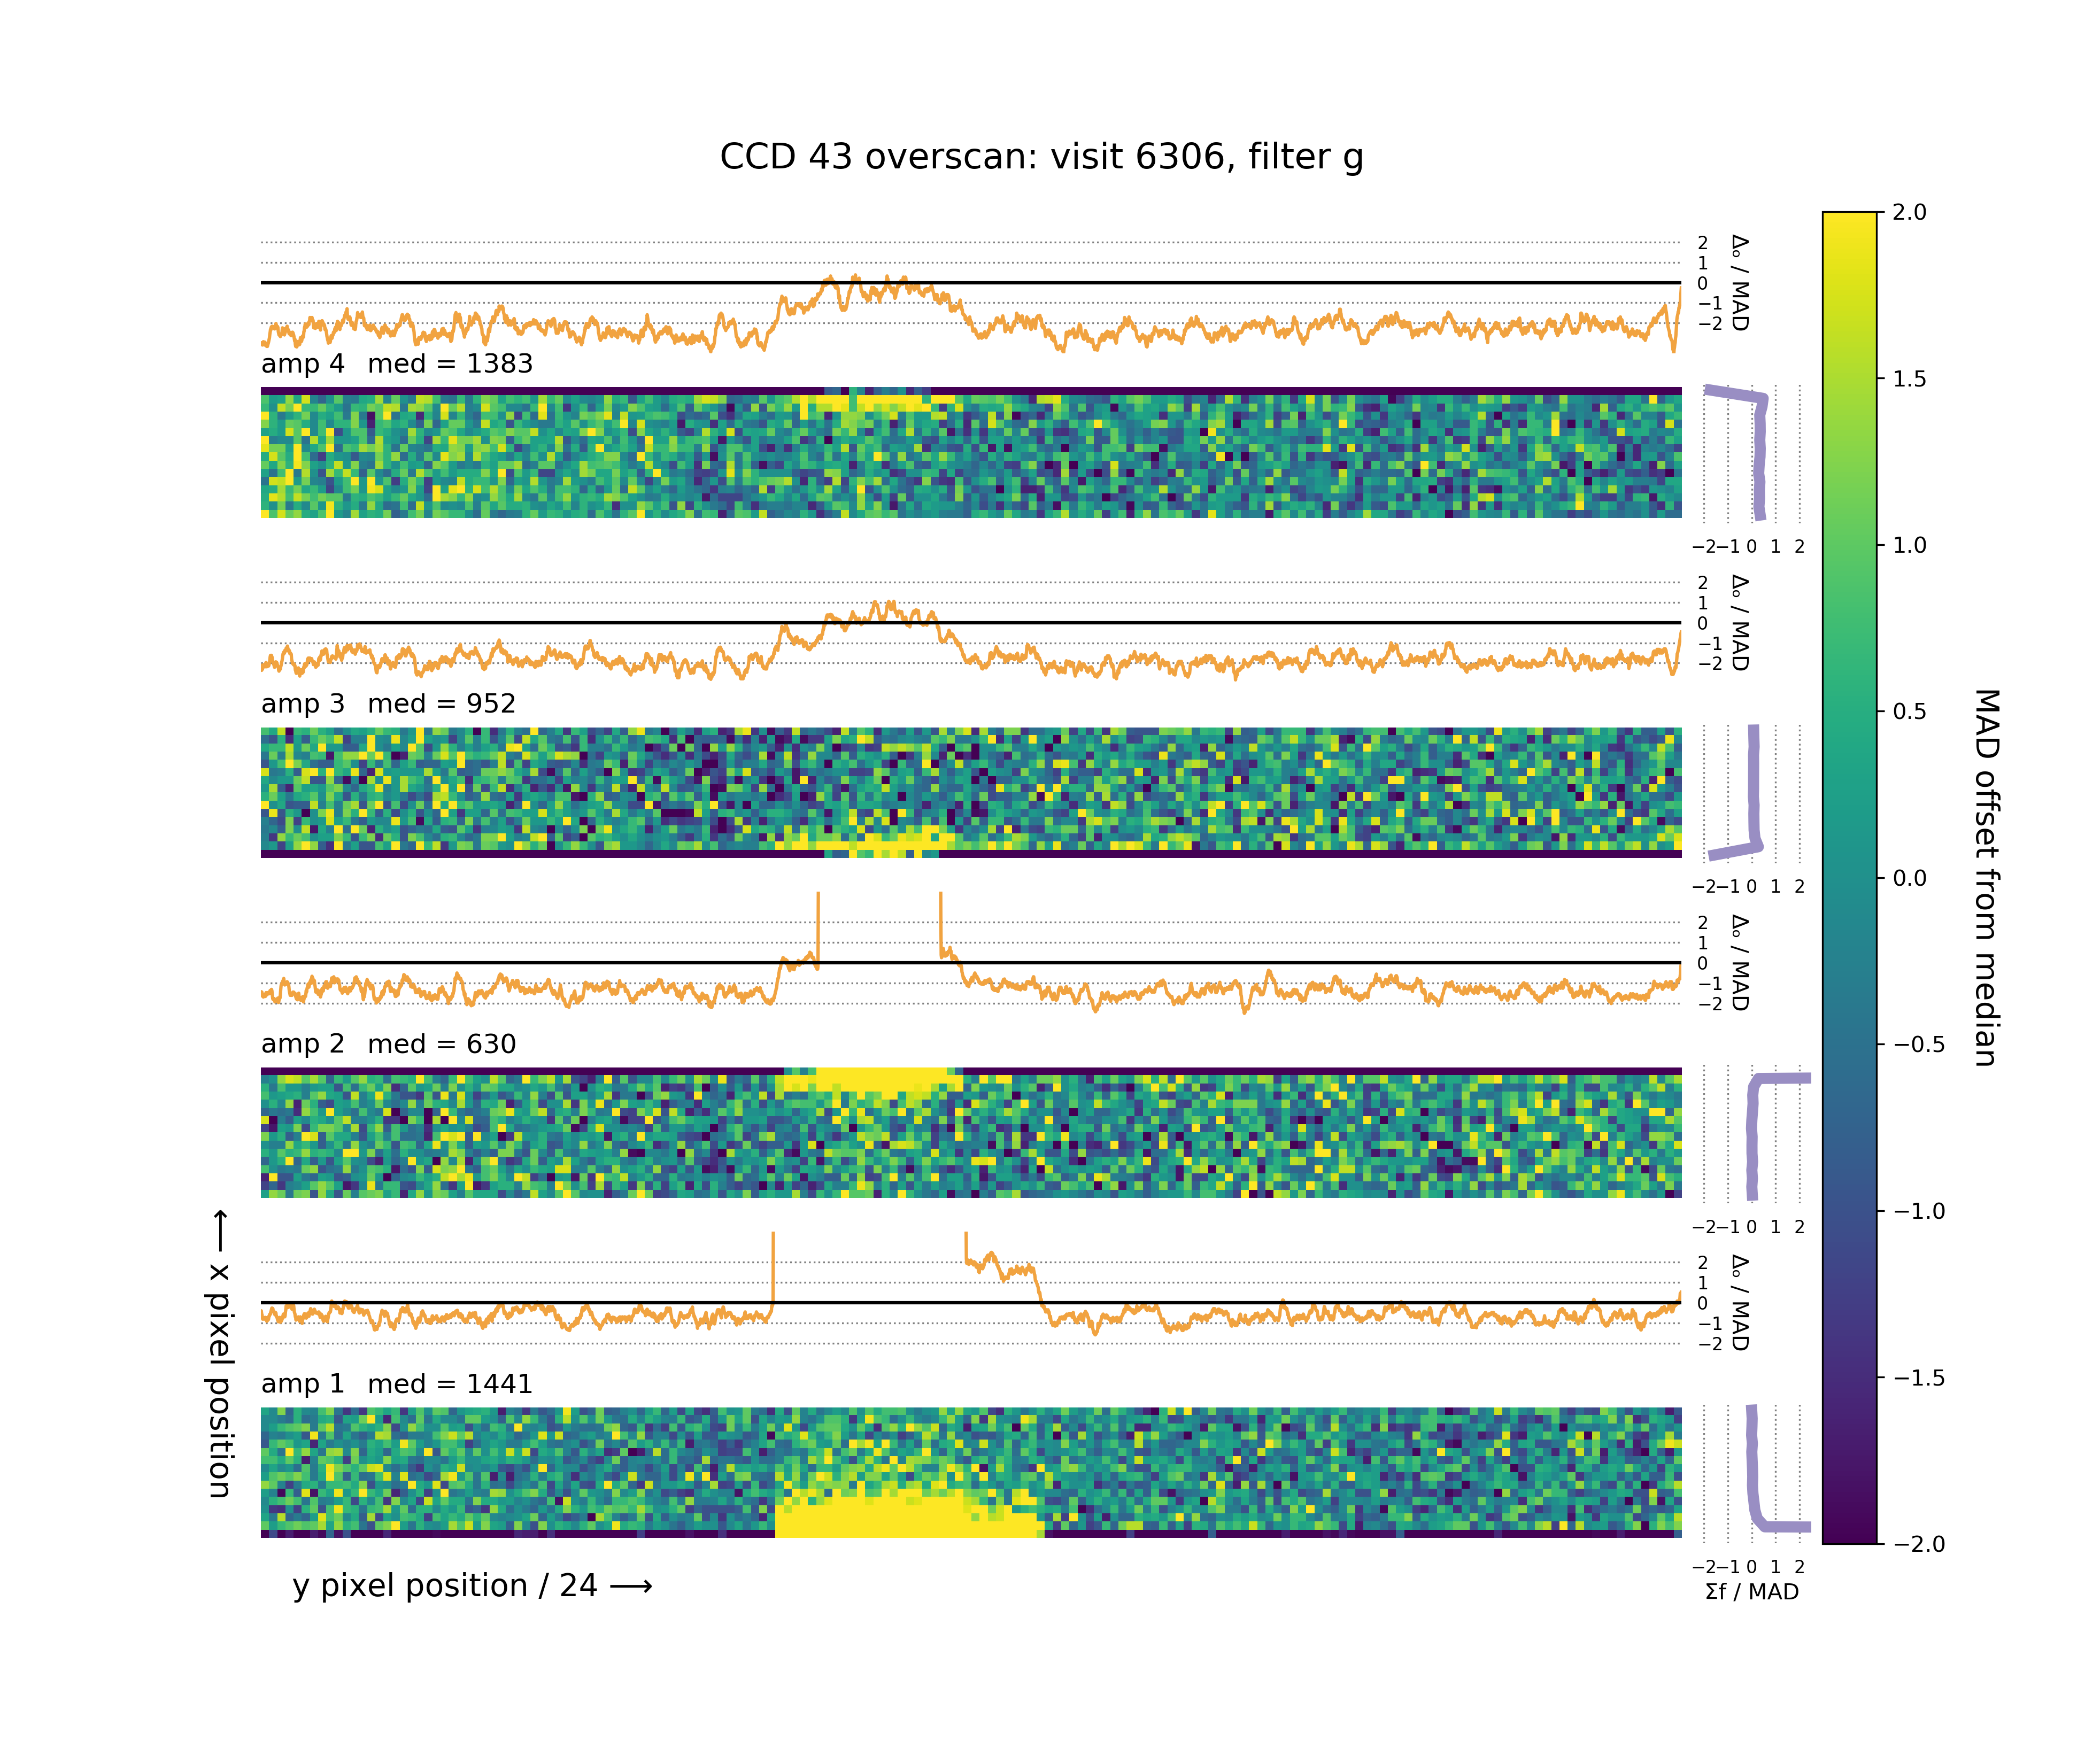 CCD 43 overscan: visit 6306, filter g
2
1
0
−1
−2
Δₒ / MAD
amp 4 med = 1383
−2 −1 0 1 2
2
1
0
−1
−2
Δₒ / MAD
amp 3 med = 952
−2 −1 0 1 2
2
1
0
−1
−2
Δₒ / MAD
amp 2 med = 630
−2 −1 0 1 2
2
1
0
−1
−2
Δₒ / MAD
amp 1 med = 1441
−2 −1 0 1 2
Σf / MAD
y pixel position / 24 ⟶
⟵ x pixel position
2.0
1.5
1.0
0.5
0.0
−0.5
−1.0
−1.5
−2.0
MAD offset from median